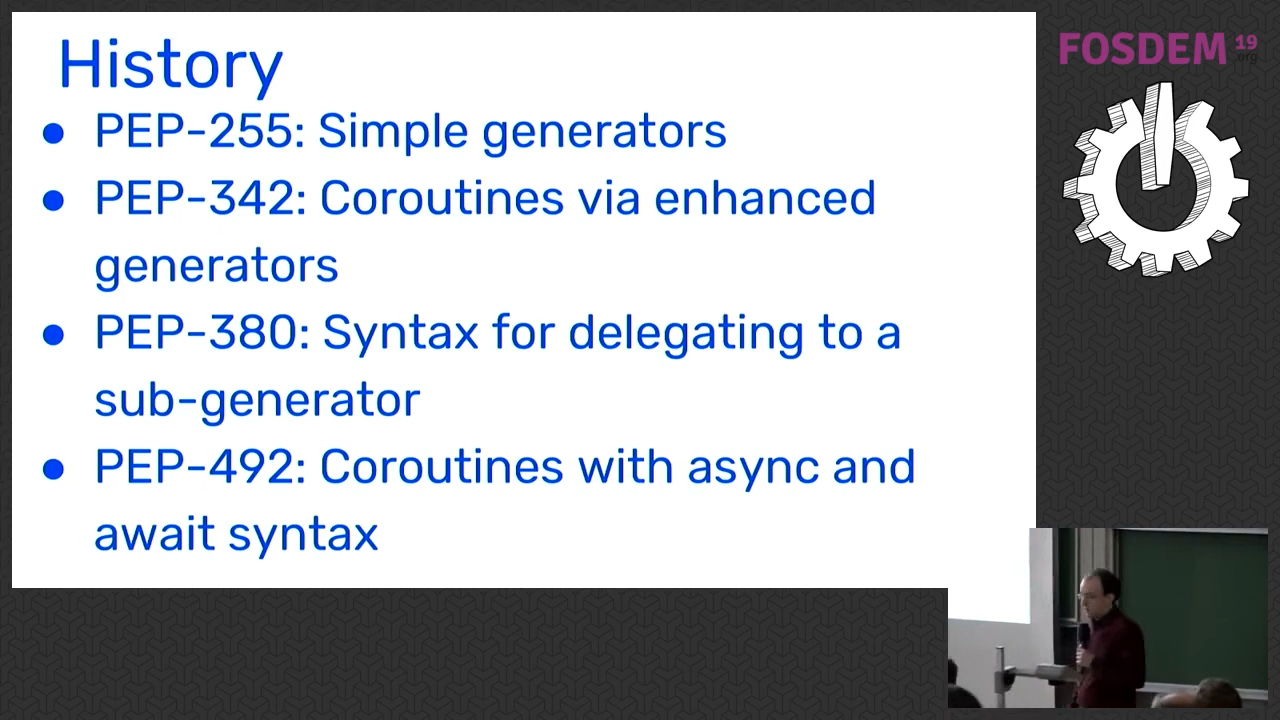 History
FOSDEM 19
.org
● PEP-255: Simple generators
● PEP-342: Coroutines via enhanced
generators
● PEP-380: Syntax for delegating to a
sub-generator
● PEP-492: Coroutines with async and
await syntax